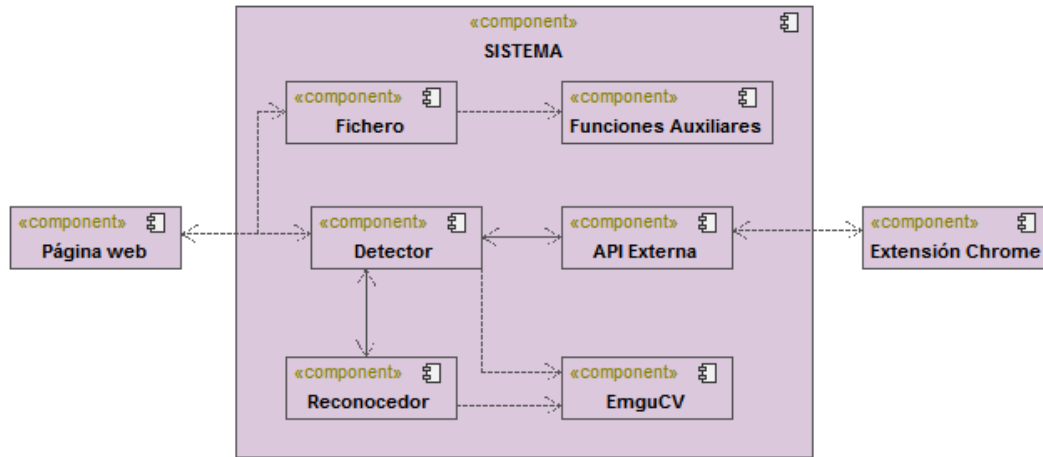 «component»
SISTEMA
«component»
Fichero
«component»
Funciones Auxiliares
«component»
Página web
«component»
Detector
«component»
API Externa
«component»
Extensión Chrome
«component»
Reconocedor
«component»
EmguCV